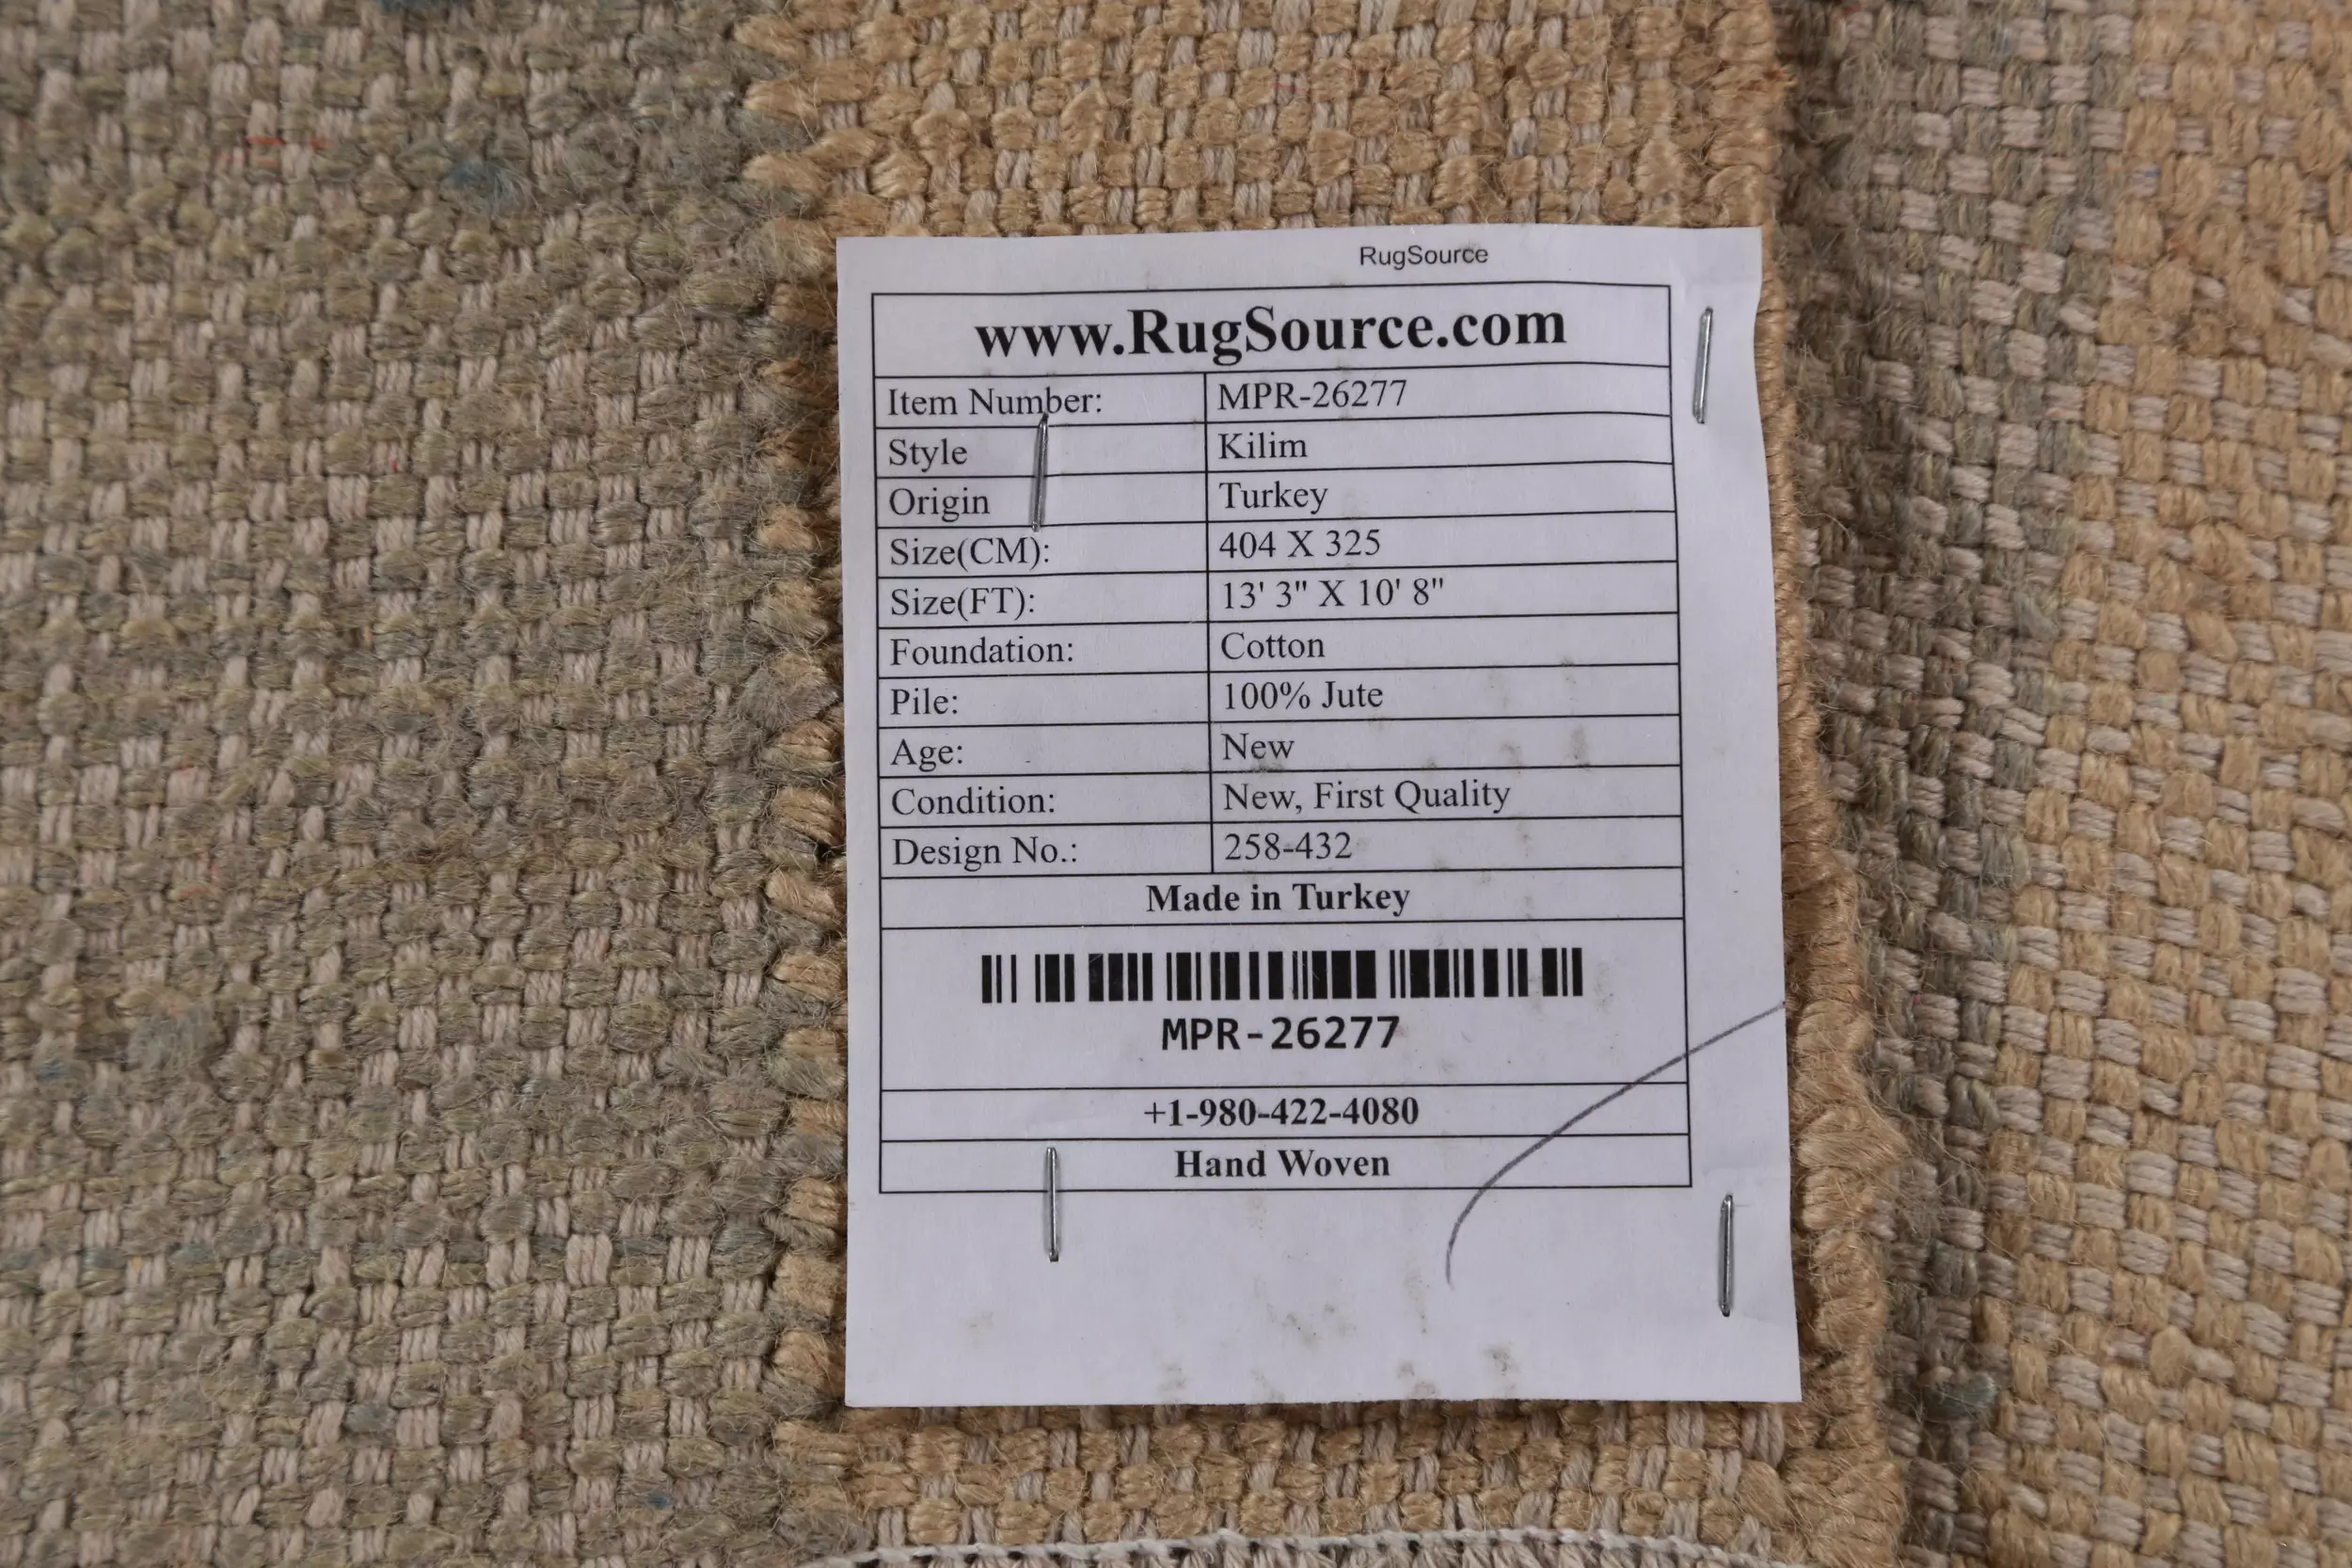 RugSource
www.RugSource.com
Item Number: MPR-26277
Style Kilim
Origin Turkey
Size(CM): 404 X 325
Size(FT): 13' 3" X 10' 8"
Foundation: Cotton
Pile: 100% Jute
Age: New
Condition: New, First Quality
Design No.: 258-432
Made in Turkey
MPR-26277
+1-980-422-4080
Hand Woven